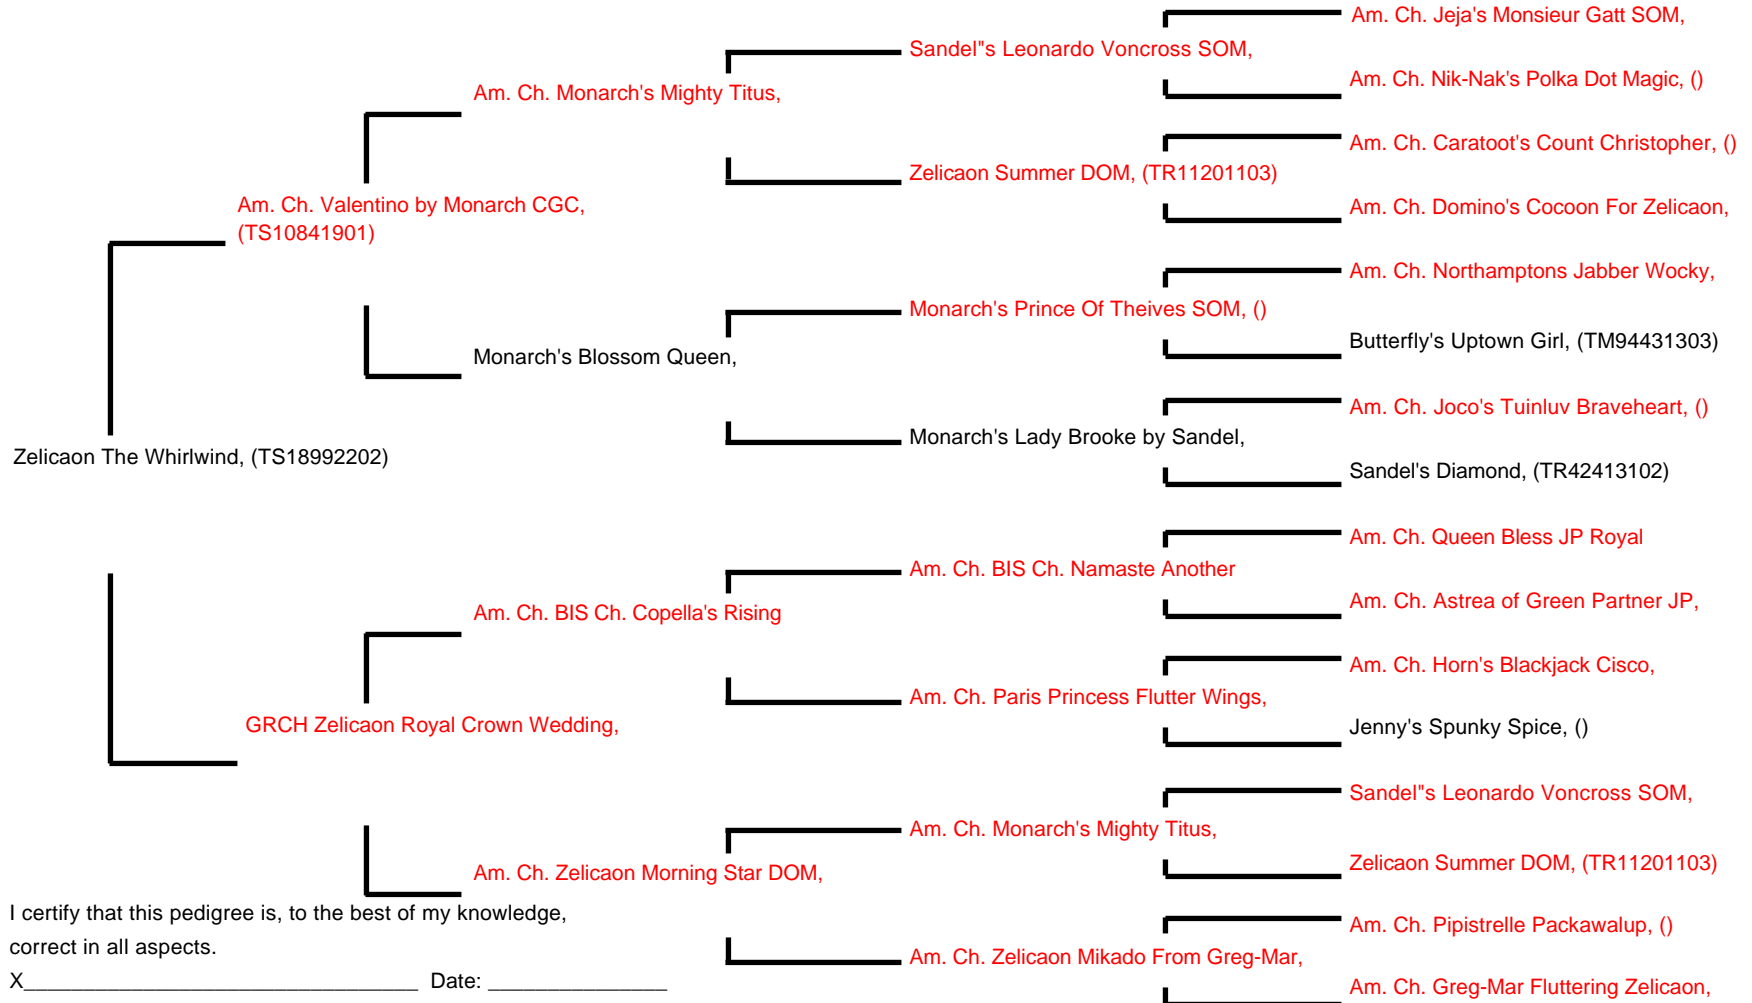 Am. Ch. Jeja's Monsieur Gatt SOM,
Sandel"s Leonardo Voncross SOM,
Am. Ch. Nik-Nak's Polka Dot Magic, ()
Am. Ch. Monarch's Mighty Titus,
Am. Ch. Caratoot's Count Christopher, ()
Zelicaon Summer DOM, (TR11201103)
Am. Ch. Domino's Cocoon For Zelicaon,
Am. Ch. Valentino by Monarch CGC,
(TS10841901)
Am. Ch. Northamptons Jabber Wocky,
Monarch's Prince Of Theives SOM, ()
Butterfly's Uptown Girl, (TM94431303)
Monarch's Blossom Queen,
Am. Ch. Joco's Tuinluv Braveheart, ()
Monarch's Lady Brooke by Sandel,
Sandel's Diamond, (TR42413102)
Zelicaon The Whirlwind, (TS18992202)
Am. Ch. Queen Bless JP Royal
Am. Ch. BIS Ch. Namaste Another
Am. Ch. Astrea of Green Partner JP,
Am. Ch. BIS Ch. Copella's Rising
Am. Ch. Horn's Blackjack Cisco,
Am. Ch. Paris Princess Flutter Wings,
Jenny's Spunky Spice, ()
GRCH Zelicaon Royal Crown Wedding,
Sandel"s Leonardo Voncross SOM,
Am. Ch. Monarch's Mighty Titus,
Zelicaon Summer DOM, (TR11201103)
Am. Ch. Zelicaon Morning Star DOM,
Am. Ch. Pipistrelle Packawalup, ()
Am. Ch. Zelicaon Mikado From Greg-Mar,
Am. Ch. Greg-Mar Fluttering Zelicaon,
I certify that this pedigree is, to the best of my knowledge,
correct in all aspects.
X_________________________________ Date: _______________